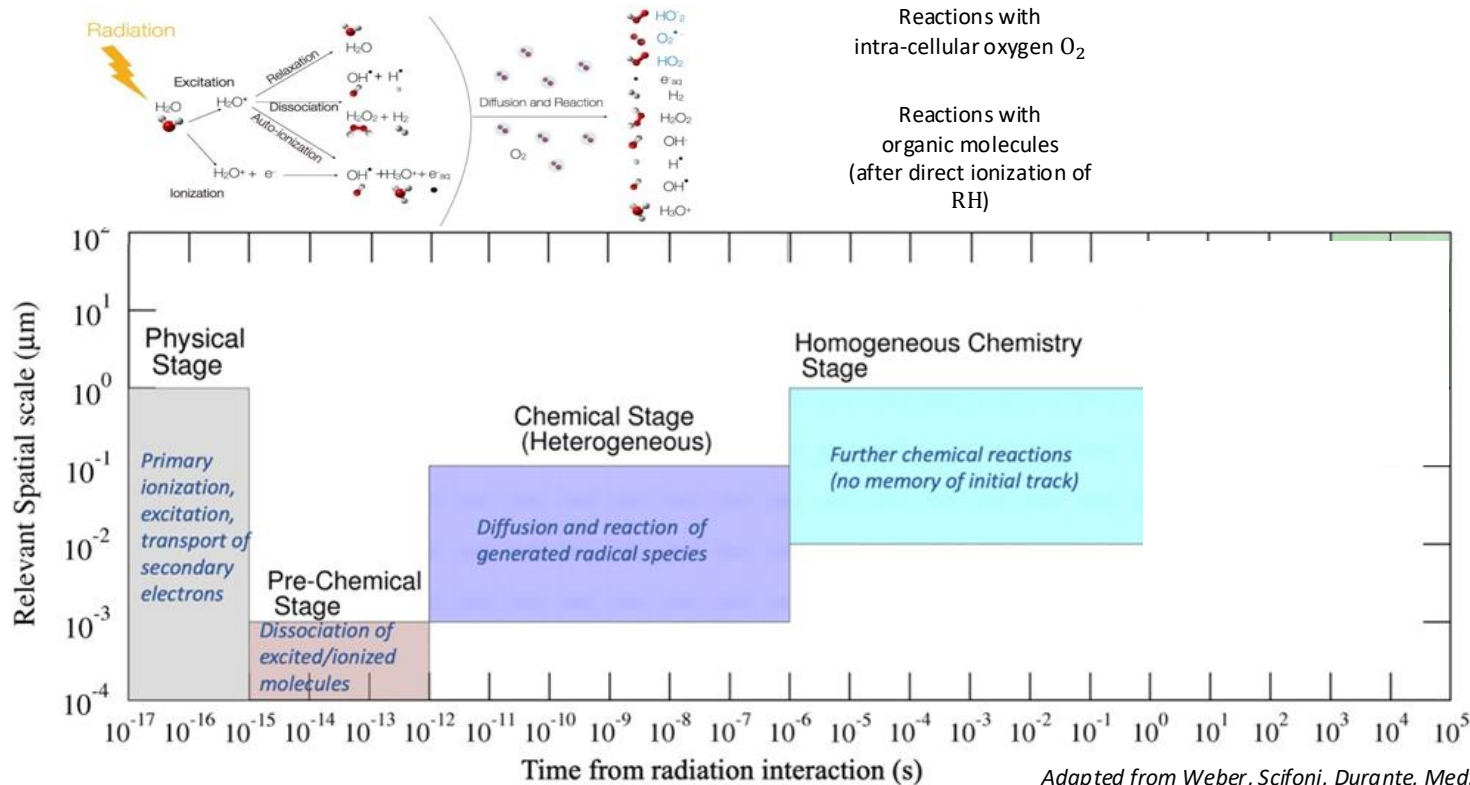 Radiation
Excitation
H₂O
H₂O•
Relaxation
H₂O
OH• + H•
Dissociation
H₂O₂ + H₂
Auto-ionization
H₂O⁺ + e⁻
OH• + H₃O⁺ + e⁻aq
Ionization
Diffusion and Reaction
O₂
HO⁻₂
O₂•⁻
HO₂
e⁻aq
H₂
H₂O₂
OH⁻
H•
OH•
H₃O⁺
Reactions with
intra-cellular oxygen O₂
Reactions with
organic molecules
(after direct ionization of
RH)
Relevant Spatial scale (µm)
10²
10¹
10⁰
10⁻¹
10⁻²
10⁻³
10⁻⁴
Physical
Stage
Primary
ionization,
excitation,
transport of
secondary
electrons
Pre-Chemical
Stage
Dissociation of
excited/ionized
molecules
Chemical Stage
(Heterogeneous)
Diffusion and reaction of
generated radical species
Homogeneous Chemistry
Stage
Further chemical reactions
(no memory of initial track)
10⁻¹⁷ 10⁻¹⁶ 10⁻¹⁵ 10⁻¹⁴ 10⁻¹³ 10⁻¹² 10⁻¹¹ 10⁻¹⁰ 10⁻⁹ 10⁻⁸ 10⁻⁷ 10⁻⁶ 10⁻⁵ 10⁻⁴ 10⁻³ 10⁻² 10⁻¹ 10⁰ 10¹ 10² 10³ 10⁴ 10⁵
Time from radiation interaction (s)
Adapted from Weber, Scifoni, Durante, Med.